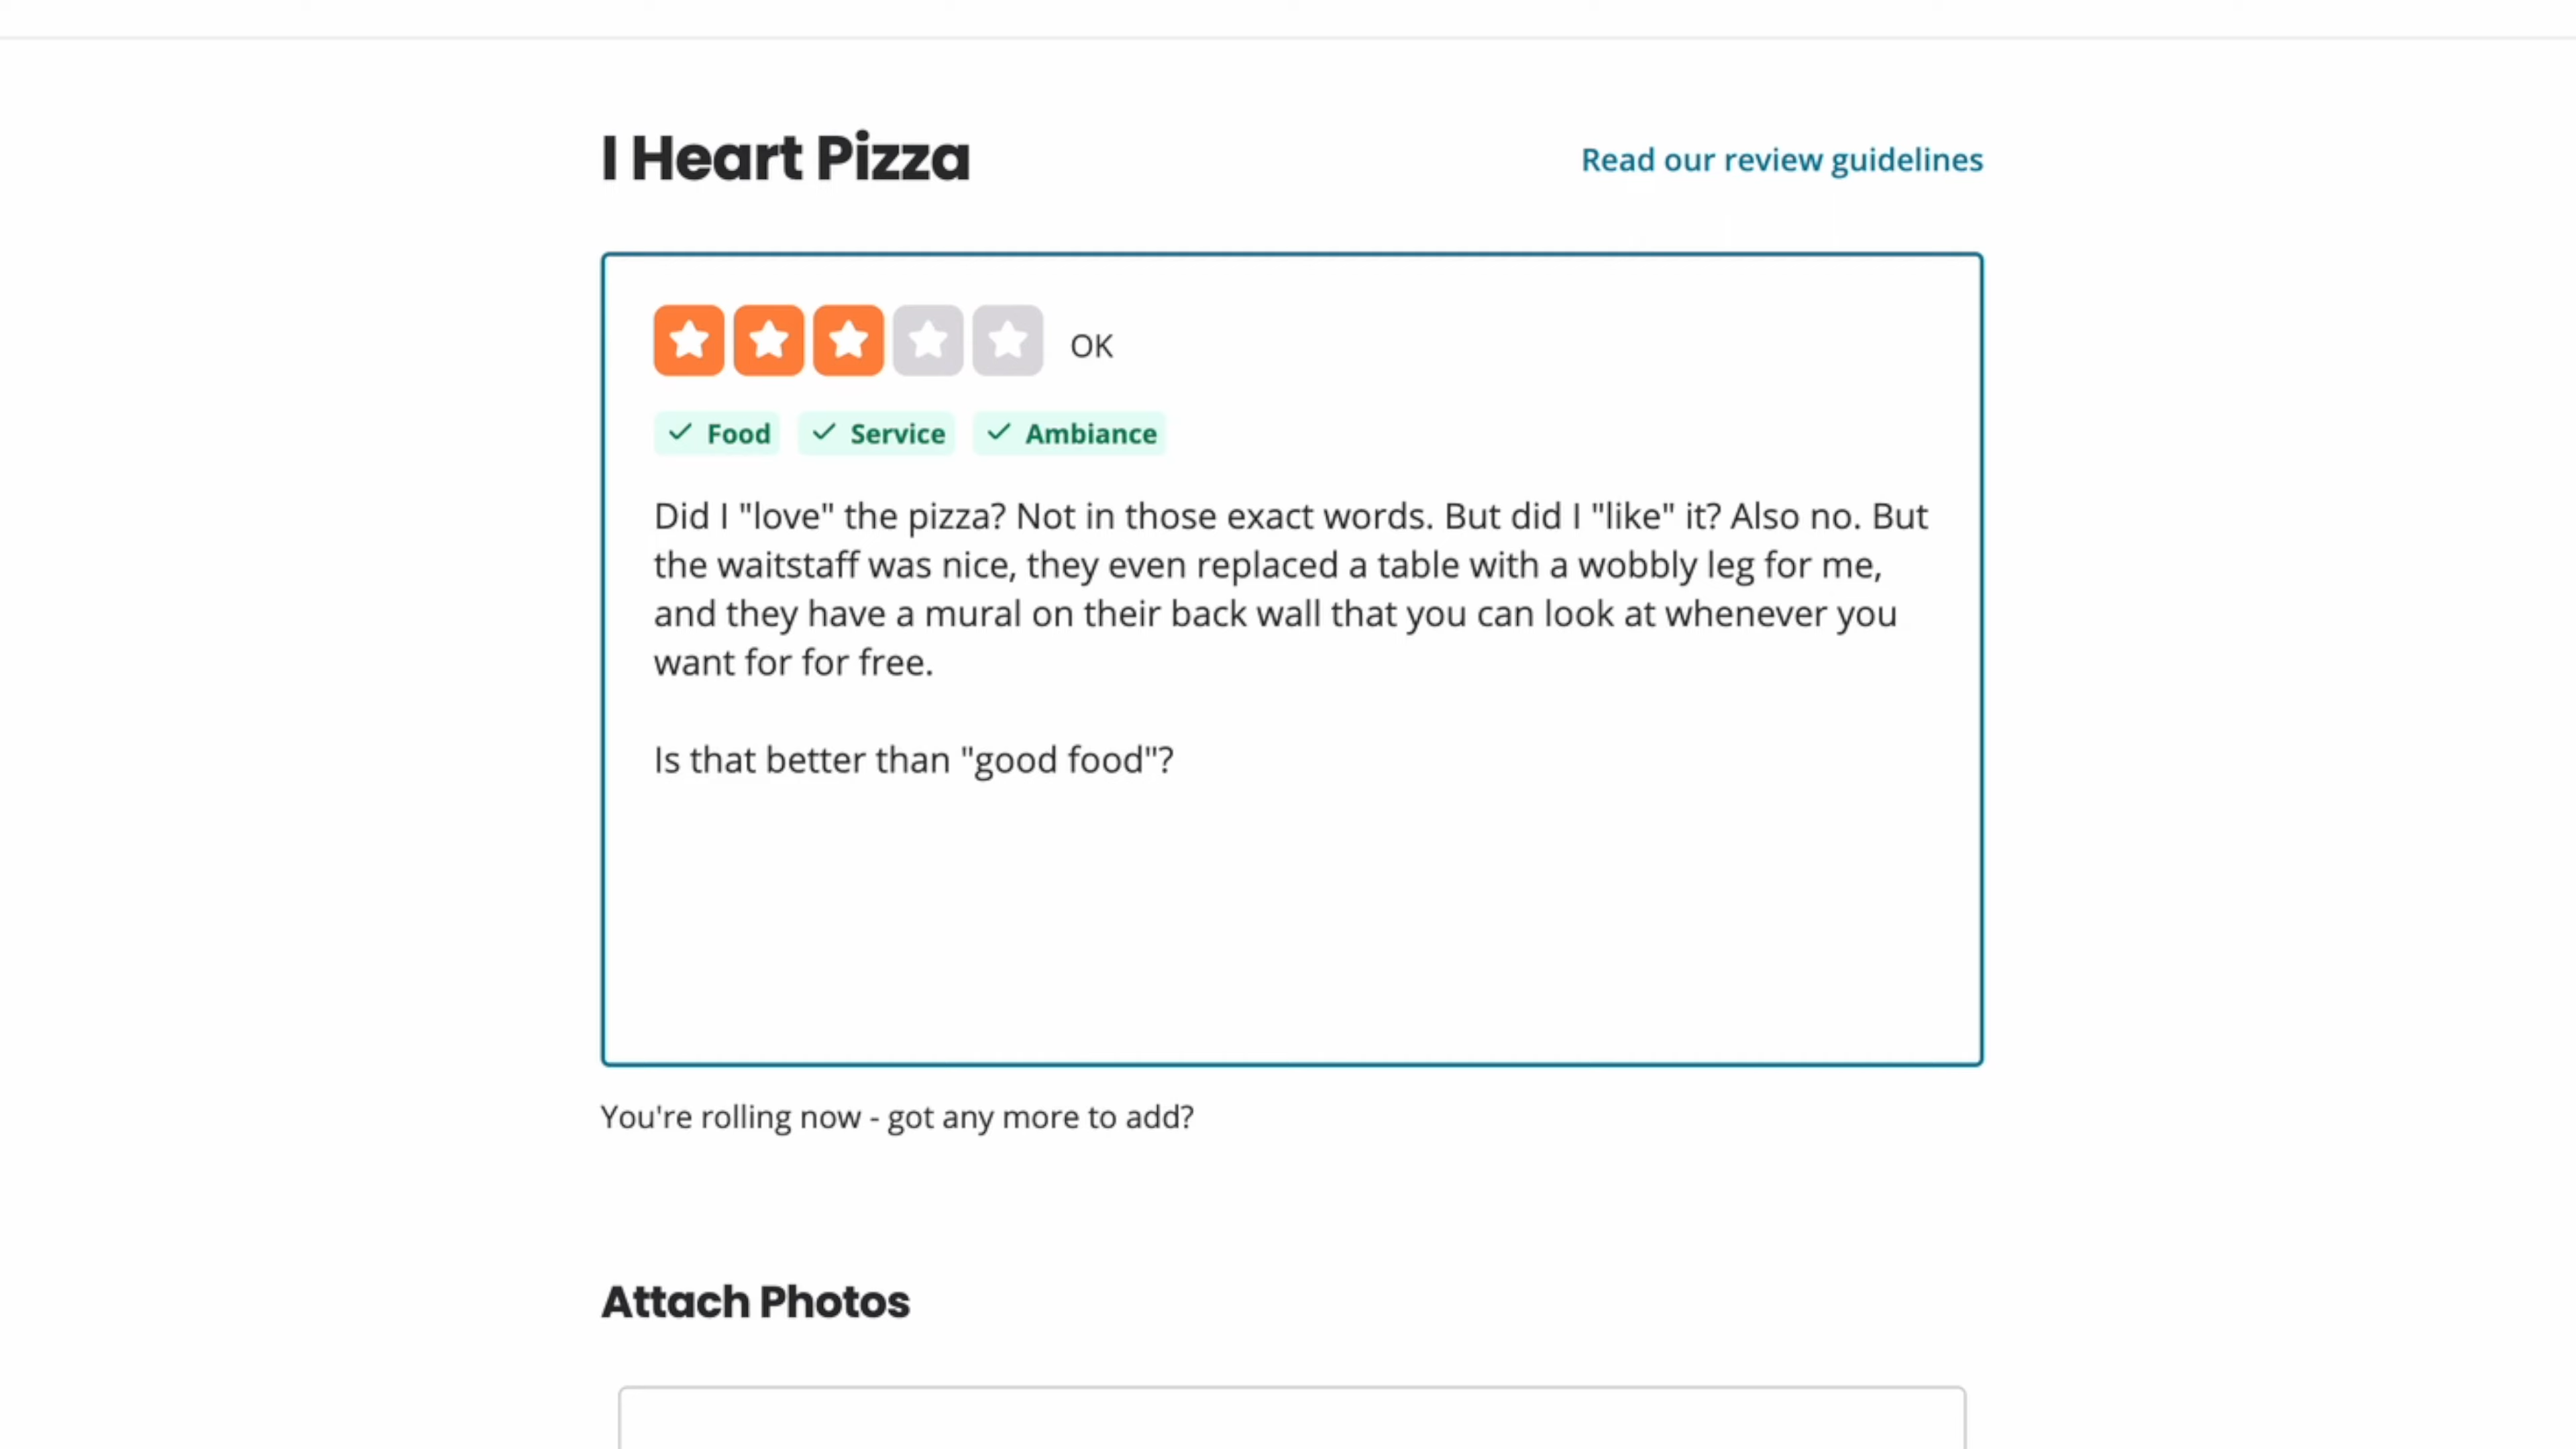 I Heart Pizza
Read our review guidelines
OK
Food Service Ambiance
Did I "love" the pizza? Not in those exact words. But did I "like" it? Also no. But
the waitstaff was nice, they even replaced a table with a wobbly leg for me,
and they have a mural on their back wall that you can look at whenever you
want for for free.
Is that better than "good food"?
You're rolling now - got any more to add?
Attach Photos